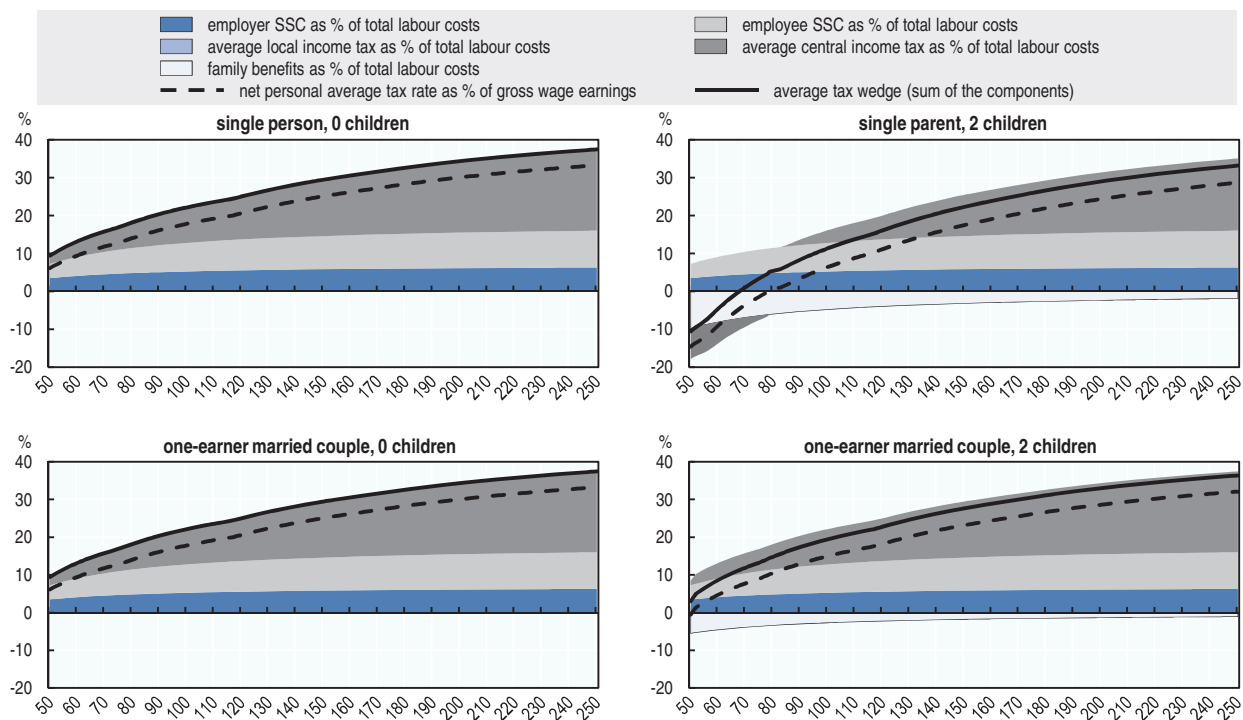 employer SSC as % of total labour costs
employee SSC as % of total labour costs
average local income tax as % of total labour costs
average central income tax as % of total labour costs
family benefits as % of total labour costs
net personal average tax rate as % of gross wage earnings
average tax wedge (sum of the components)
%
single person, 0 children
40
30
20
10
0
-10
-20
50 60 70 80 90 100 110 120 130 140 150 160 170 180 190 200 210 220 230 240 250
%
single parent, 2 children
40
30
20
10
0
-10
-20
50 60 70 80 90 100 110 120 130 140 150 160 170 180 190 200 210 220 230 240 250
%
one-earner married couple, 0 children
40
30
20
10
0
-10
-20
50 60 70 80 90 100 110 120 130 140 150 160 170 180 190 200 210 220 230 240 250
%
one-earner married couple, 2 children
40
30
20
10
0
-10
-20
50 60 70 80 90 100 110 120 130 140 150 160 170 180 190 200 210 220 230 240 250